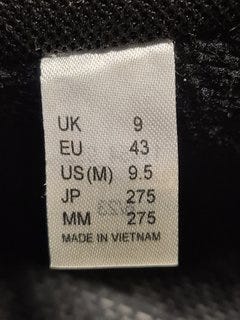 UK 9
EU 43
US(M) 9.5
JP 275
MM 275
MADE IN VIETNAM